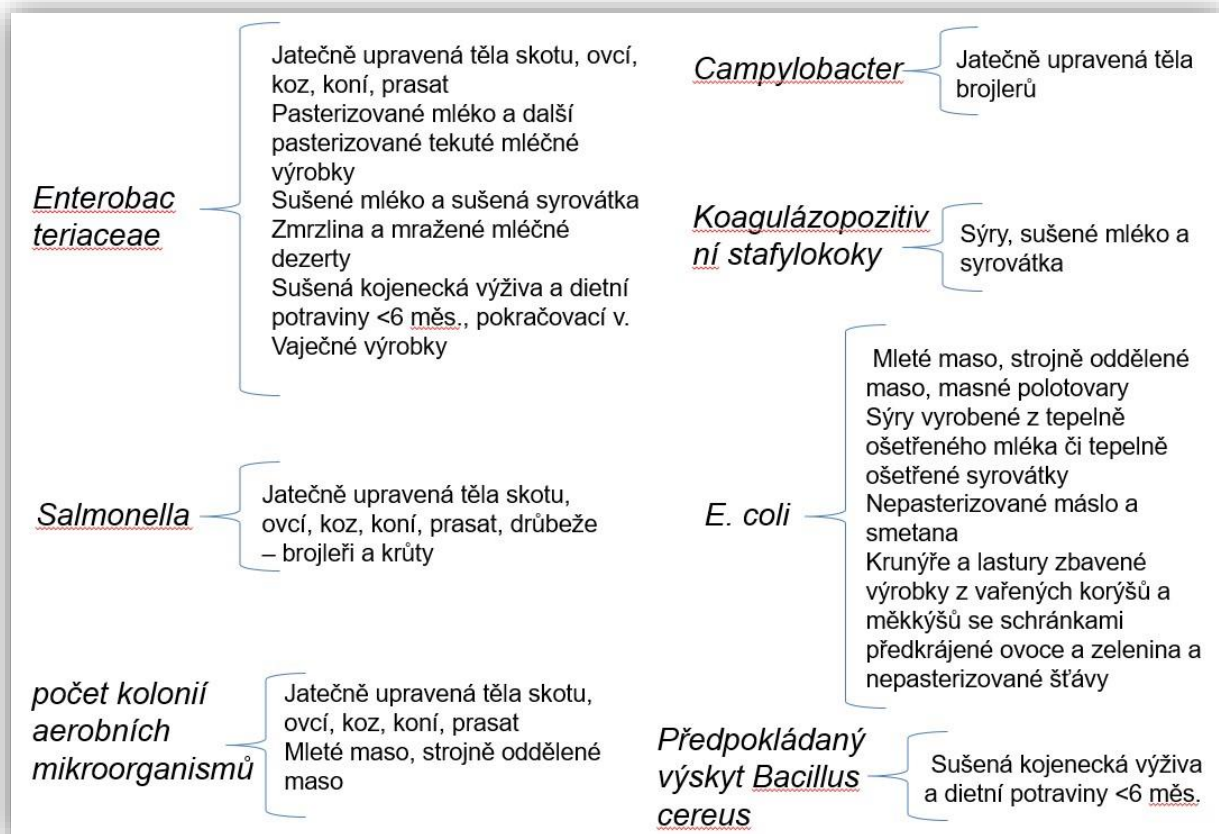 Enterobac
teriaceae
Jatečně upravená těla skotu, ovcí,
koz, koní, prasat
Pasterizované mléko a další
pasterizované tekuté mléčné
výrobky
Sušené mléko a sušená syrovátka
Zmrzlina a mražené mléčné
dezerty
Sušená kojenecká výživa a dietní
potraviny <6 měs., pokračovací v.
Vaječné výrobky
Salmonella
Jatečně upravená těla skotu,
ovcí, koz, koní, prasat, drůbeže
– brojleři a krůty
počet kolonií
aerobních
mikroorganismů
Jatečně upravená těla skotu,
ovcí, koz, koní, prasat
Mleté maso, strojně oddělené
maso
Campylobacter
Jatečně upravená těla
brojlerů
Koagulázopozitiv
ní stafylokoky
Sýry, sušené mléko a
syrovátka
E. coli
Mleté maso, strojně oddělené
maso, masné polotovary
Sýry vyrobené z tepelně
ošetřeného mléka či tepelně
ošetřené syrovátky
Nepasterizované máslo a
smetana
Krunýře a lastury zbavené
výrobky z vařených korýšů a
měkkýšů se schránkami
předkrájené ovoce a zelenina a
nepasterizované šťávy
Předpokládaný
výskyt Bacillus
cereus
Sušená kojenecká výživa
a dietní potraviny <6 měs.